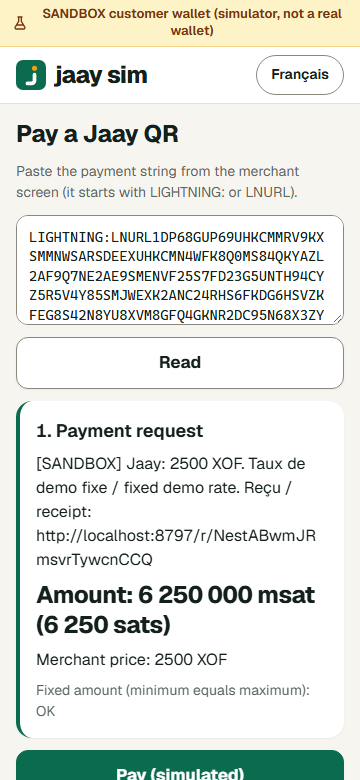 SANDBOX customer wallet (simulator, not a real
wallet)
jaay sim
Français
Pay a Jaay QR
Paste the payment string from the merchant
screen (it starts with LIGHTNING: or LNURL).
LIGHTNING:LNURL1DP68GUP69UHKCMMRV9KX
SMMNWSARSDEEXUHKCMN4WFK8Q0MS84QKYAZL
2AF9Q7NE2AE9SMENVF25S7FD23G5UNTH94CY
Z5R5V4Y85SMJWEXK2ANC24RHS6FKDG6HSVZK
FEG8S42N8YU8XVM8GFQ4GKNR2DC95N68X3ZY
Read
1. Payment request
[SANDBOX] Jaay: 2500 XOF. Taux de
demo fixe / fixed demo rate. Reçu /
receipt:
http://localhost:8797/r/NestABwmJR
msvrTywcnCCQ
Amount: 6 250 000 msat
(6 250 sats)
Merchant price: 2500 XOF
Fixed amount (minimum equals maximum):
OK
Pay (simulated)